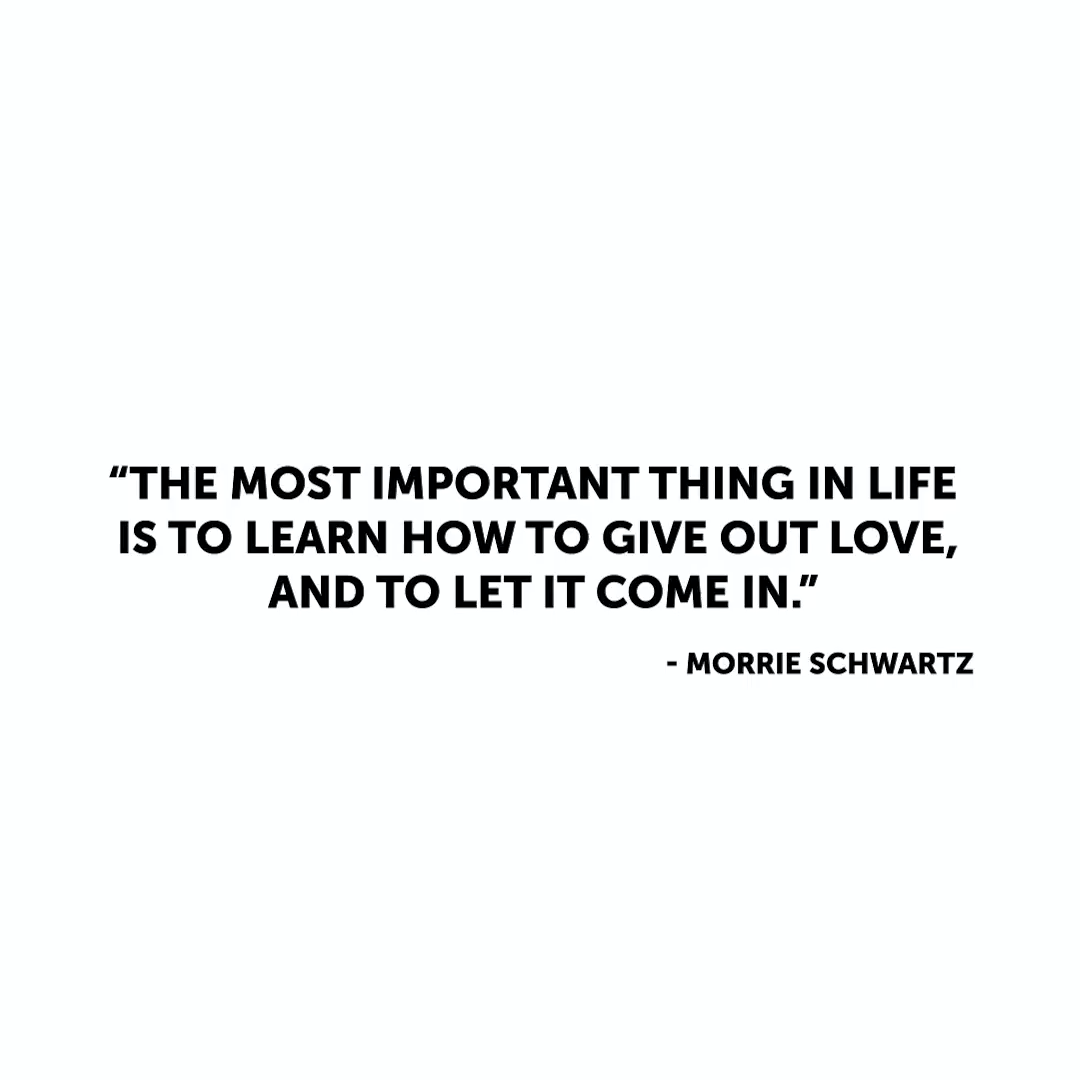 “THE MOST IMPORTANT THING IN LIFE
IS TO LEARN HOW TO GIVE OUT LOVE,
AND TO LET IT COME IN.”
- MORRIE SCHWARTZ